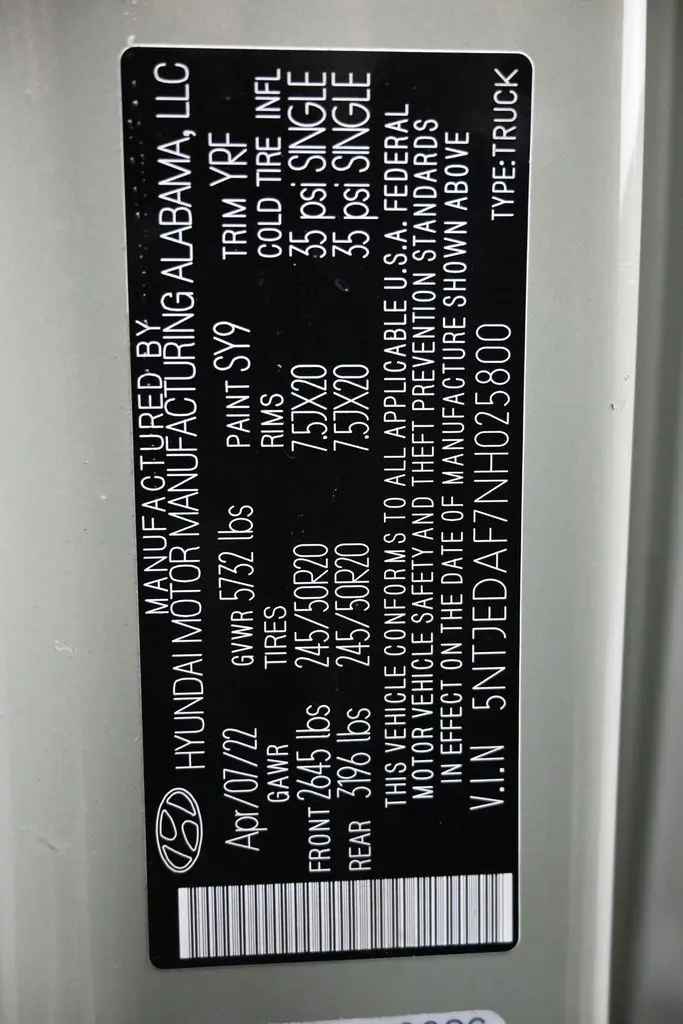 MANUFACTURED BY
HYUNDAI MOTOR MANUFACTURING ALABAMA, LLC
Apr/07/22 GVWR 5732 lbs PAINT SY9 TRIM YRF
GAWR TIRES RIMS COLD TIRE INFL
FRONT 2645 lbs 245/50R20 7.5JX20 35 psi SINGLE
REAR 3196 lbs 245/50R20 7.5JX20 35 psi SINGLE
THIS VEHICLE CONFORMS TO ALL APPLICABLE U.S.A. FEDERAL
MOTOR VEHICLE SAFETY AND THEFT PREVENTION STANDARDS
IN EFFECT ON THE DATE OF MANUFACTURE SHOWN ABOVE
V.I.N 5NTJEDAF7NH025800 TYPE:TRUCK